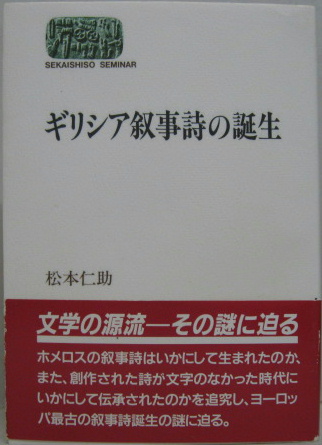 SEKAISHISO SEMINAR
ギリシア叙事詩の誕生
松本仁助
文学の源流―その謎に迫る
ホメロスの叙事詩はいかにして生まれたのか、
また、創作された詩が文字のなかった時代に
いかにして伝承されたのかを追究し、ヨーロッ
パ最古の叙事詩誕生の謎に迫る。